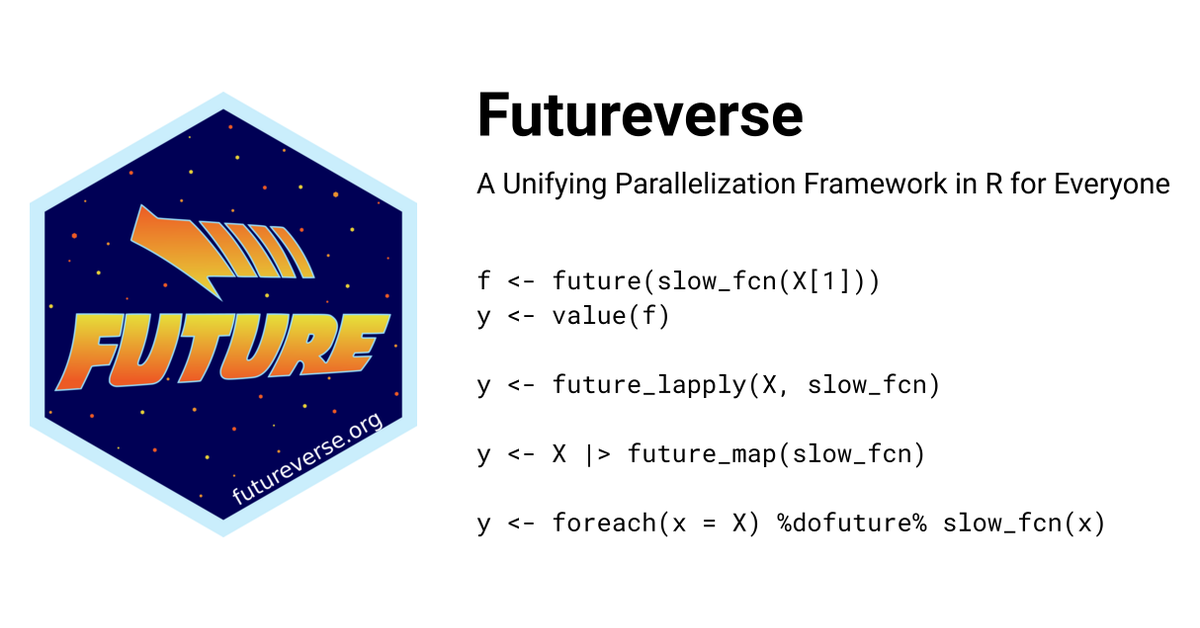 FUTURE
futureverse.org
Futureverse
A Unifying Parallelization Framework in R for Everyone
f <- future(slow_fcn(X[1]))
y <- value(f)
y <- future_lapply(X, slow_fcn)
y <- X |> future_map(slow_fcn)
y <- foreach(x = X) %dofuture% slow_fcn(x)